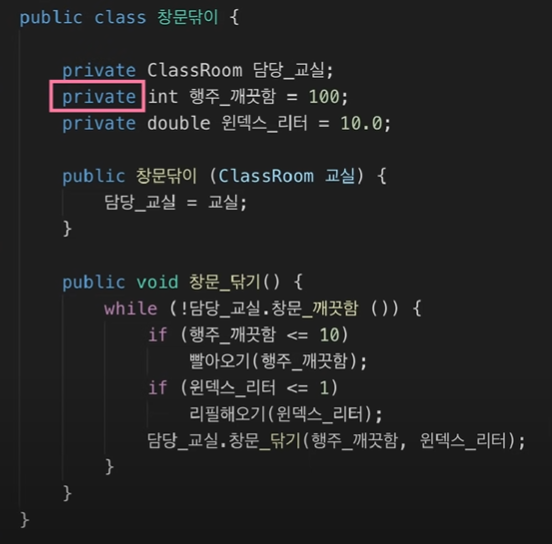 public class 창문닦이 {
private ClassRoom 담당_교실;
private int 행주_깨끗함 = 100;
private double 윈덱스_리터 = 10.0;
public 창문닦이 (ClassRoom 교실) {
담당_교실 = 교실;
}
public void 창문_닦기() {
while (!담당_교실.창문_깨끗함 ()) {
if (행주_깨끗함 <= 10)
빨아오기(행주_깨끗함);
if (윈덱스_리터 <= 1)
리필해오기(윈덱스_리터);
담당_교실.창문_닦기(행주_깨끗함, 윈덱스_리터);
}
}
}